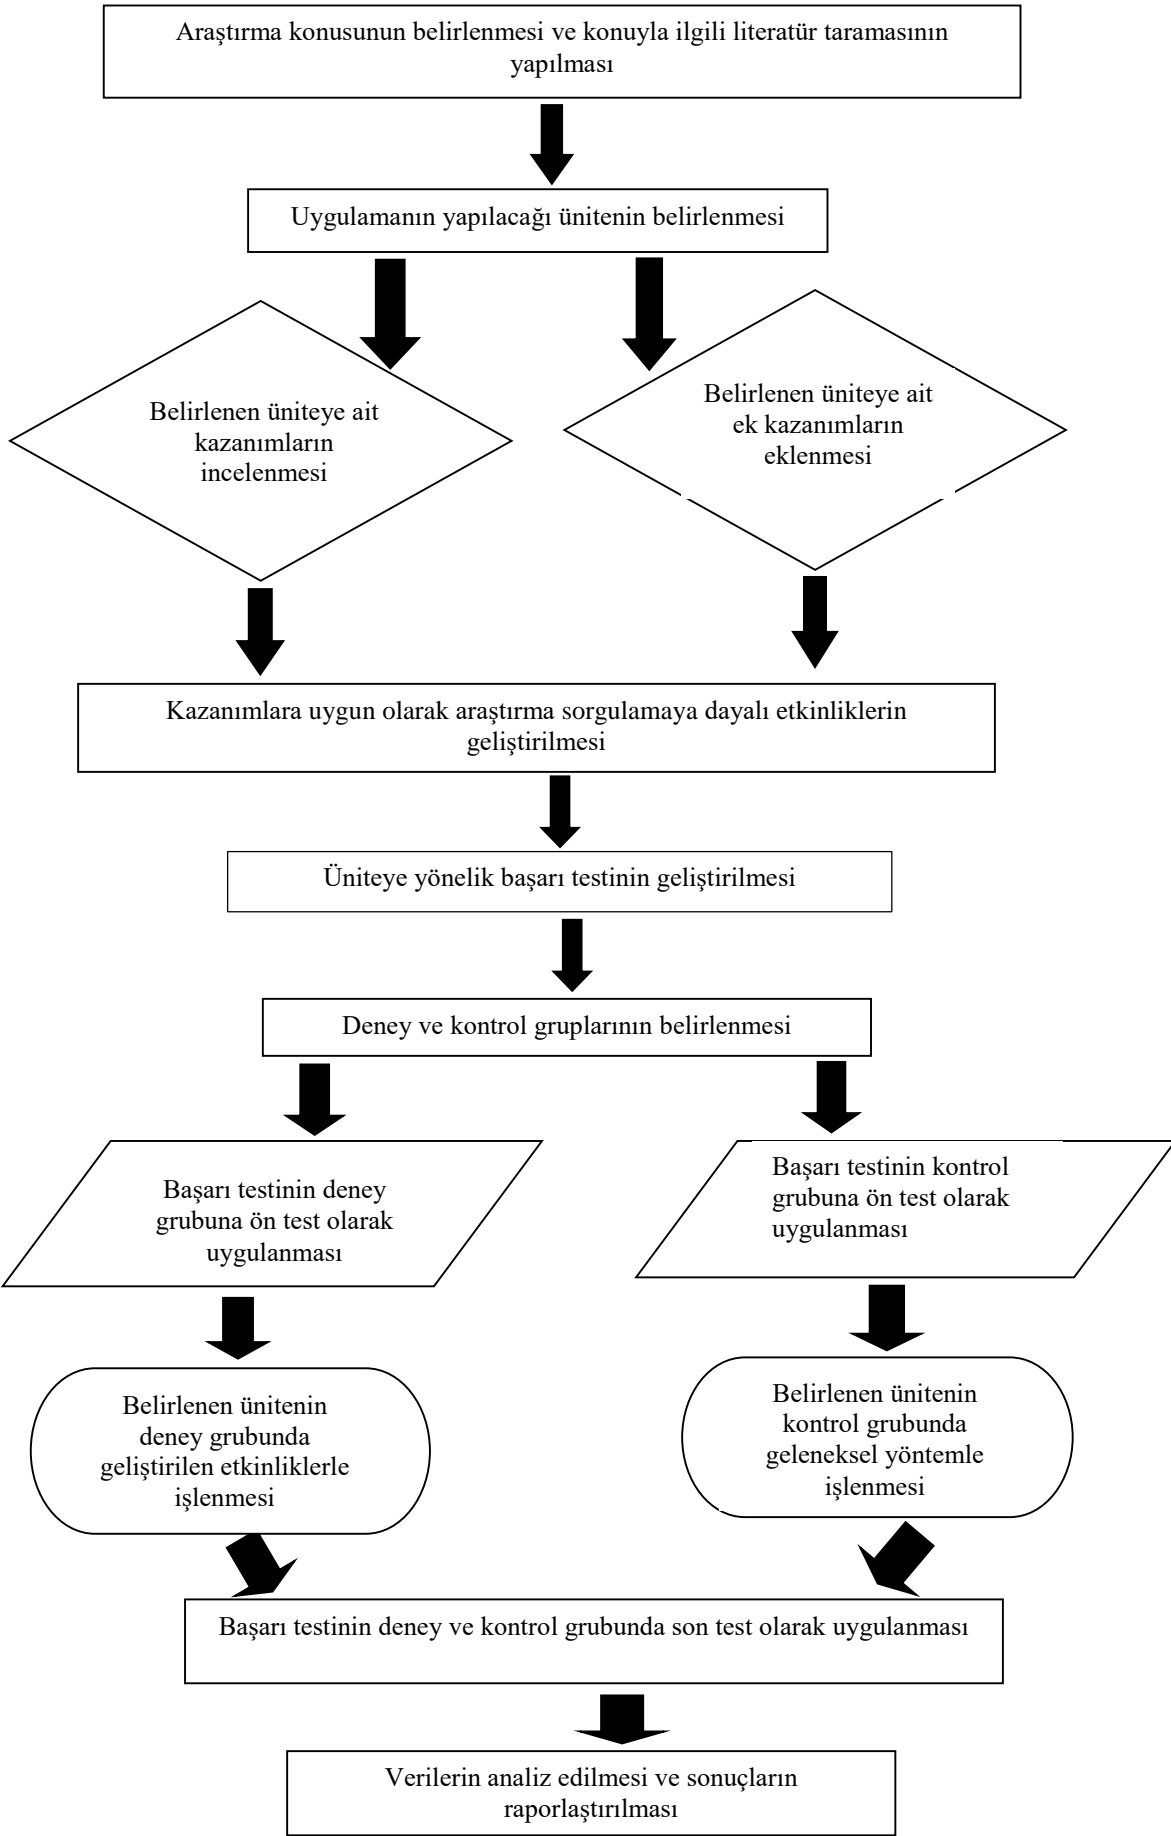 Araştırma konusunun belirlenmesi ve konuyla ilgili literatür taramasının
yapılması
Uygulamanın yapılacağı ünitenin belirlenmesi
Belirlenen üniteye ait
kazanımların
incelenmesi
Belirlenen üniteye ait
ek kazanımların
eklenmesi
Kazanımlara uygun olarak araştırma sorgulamaya dayalı etkinliklerin
geliştirilmesi
Üniteye yönelik başarı testinin geliştirilmesi
Deney ve kontrol gruplarının belirlenmesi
Başarı testinin deney
grubuna ön test olarak
uygulanması
Başarı testinin kontrol
grubuna ön test olarak
uygulanması
Belirlenen ünitenin
deney grubunda
geliştirilen etkinliklerle
işlenmesi
Belirlenen ünitenin
kontrol grubunda
geleneksel yöntemle
işlenmesi
Başarı testinin deney ve kontrol grubunda son test olarak uygulanması
Verilerin analiz edilmesi ve sonuçların
raporlaştırılması